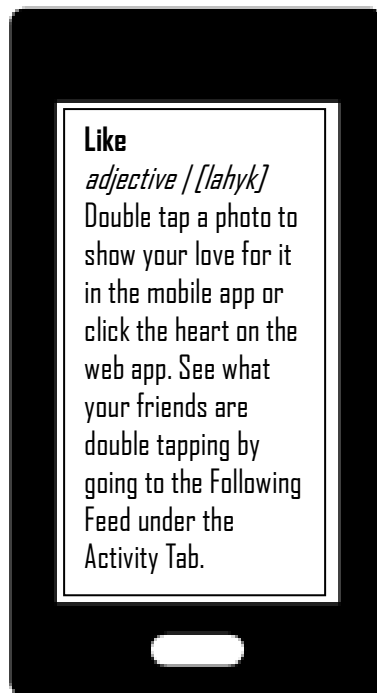 Like
adjective | [lahyk]
Double tap a photo to
show your love for it
in the mobile app or
click the heart on the
web app. See what
your friends are
double tapping by
going to the Following
Feed under the
Activity Tab.